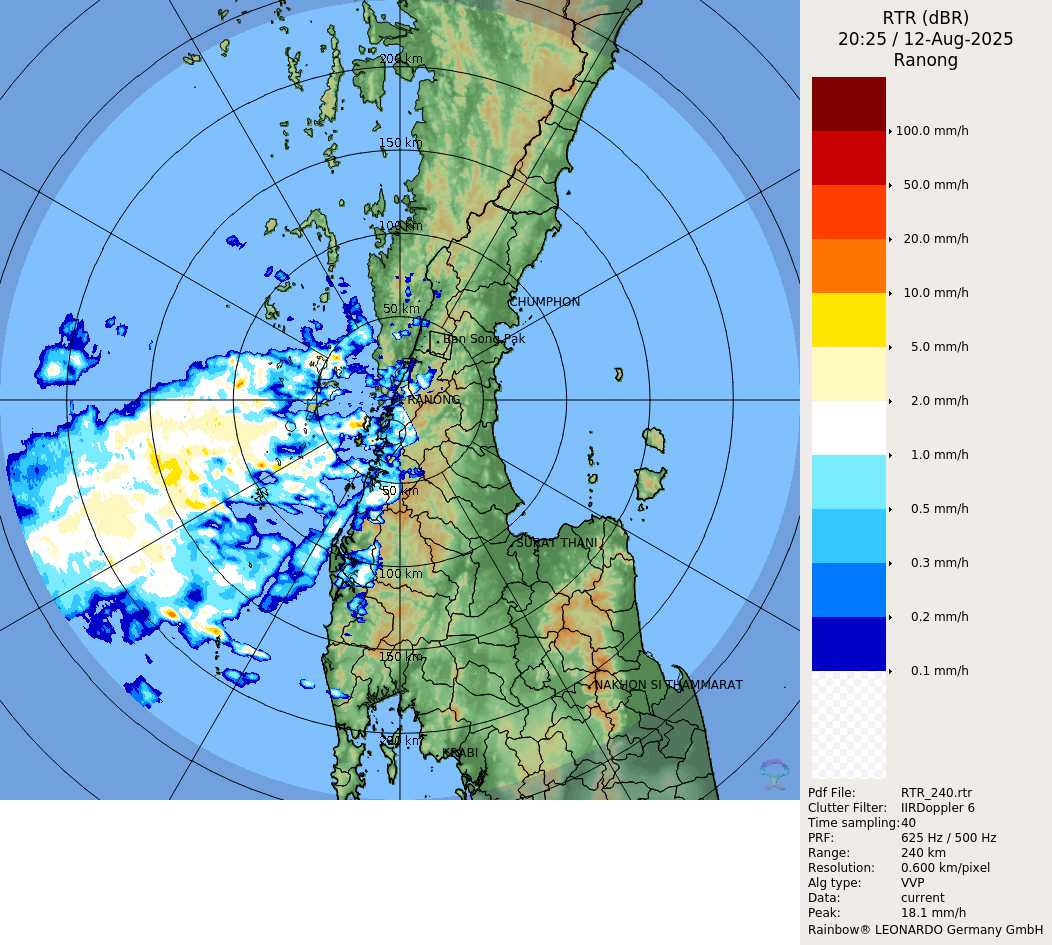 200 km
150 km
100 km
50 km
CHUMPHON
Ban Song Pak
RANONG
50 km
SURAT THANI
100 km
150 km
NAKHON SI THAMMARAT
200 km
KRABI
RTR (dBR)
20:25 / 12-Aug-2025
Ranong
100.0 mm/h
50.0 mm/h
20.0 mm/h
10.0 mm/h
5.0 mm/h
2.0 mm/h
1.0 mm/h
0.5 mm/h
0.3 mm/h
0.2 mm/h
0.1 mm/h
Pdf File: RTR_240.rtr
Clutter Filter: IIRDoppler 6
Time sampling: 40
PRF: 625 Hz / 500 Hz
Range: 240 km
Resolution: 0.600 km/pixel
Alg type: VVP
Data: current
Peak: 18.1 mm/h
Rainbow® LEONARDO Germany GmbH